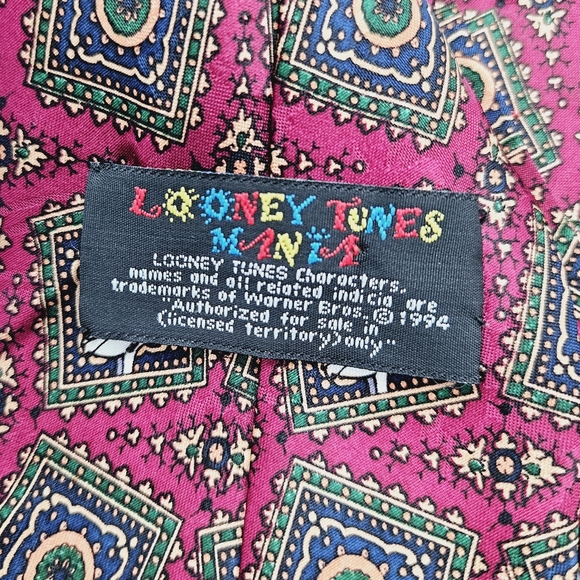 LOONEY TUNES
MANIA
LOONEY TUNES Characters,
names and all related indicia are
trademarks of Warner Bros. © 1994
"Authorized for sale in
(licensed territory) only"